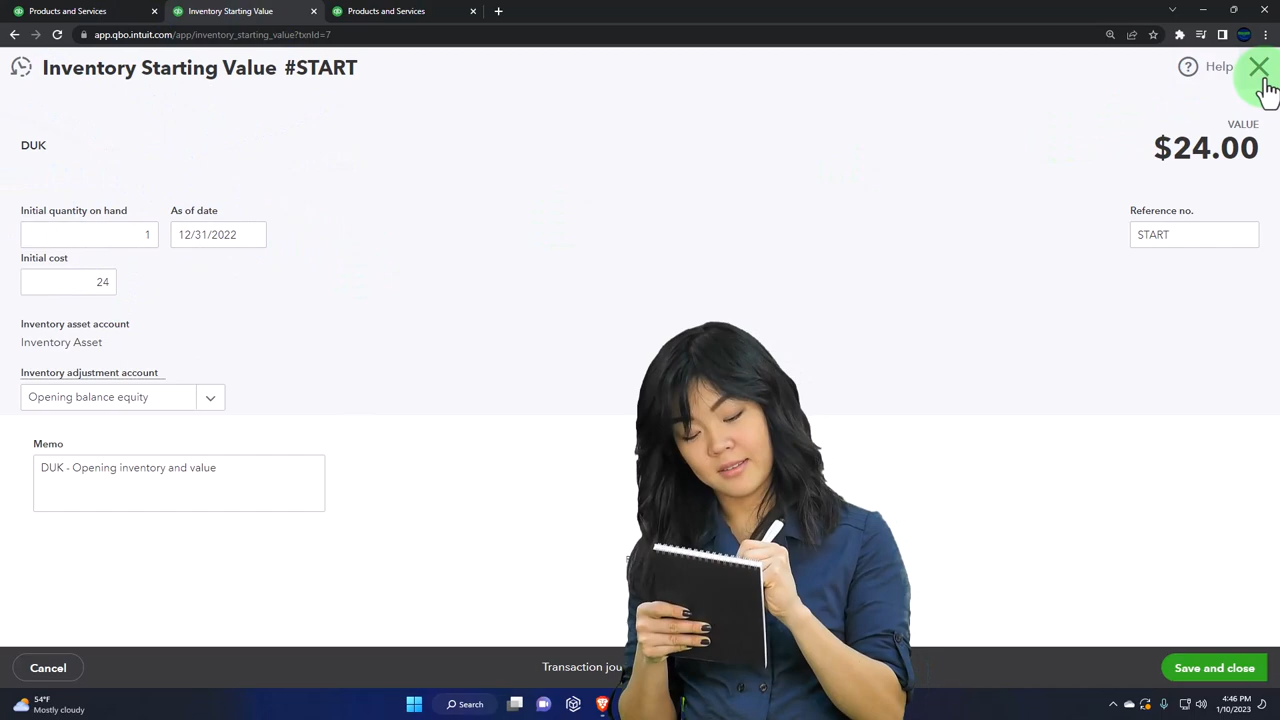 Products and Services
Inventory Starting Value
Products and Services
app.qbo.intuit.com/app/inventory_starting_value?txnId=7
Inventory Starting Value #START
Help
VALUE
$24.00
DUK
Initial quantity on hand
As of date
Reference no.
1
12/31/2022
START
Initial cost
24
Inventory asset account
Inventory Asset
Inventory adjustment account
Opening balance equity
Memo
DUK - Opening inventory and value
Cancel
Transaction jou
Save and close
54°F
Mostly cloudy
Search
4:46 PM
1/10/2023